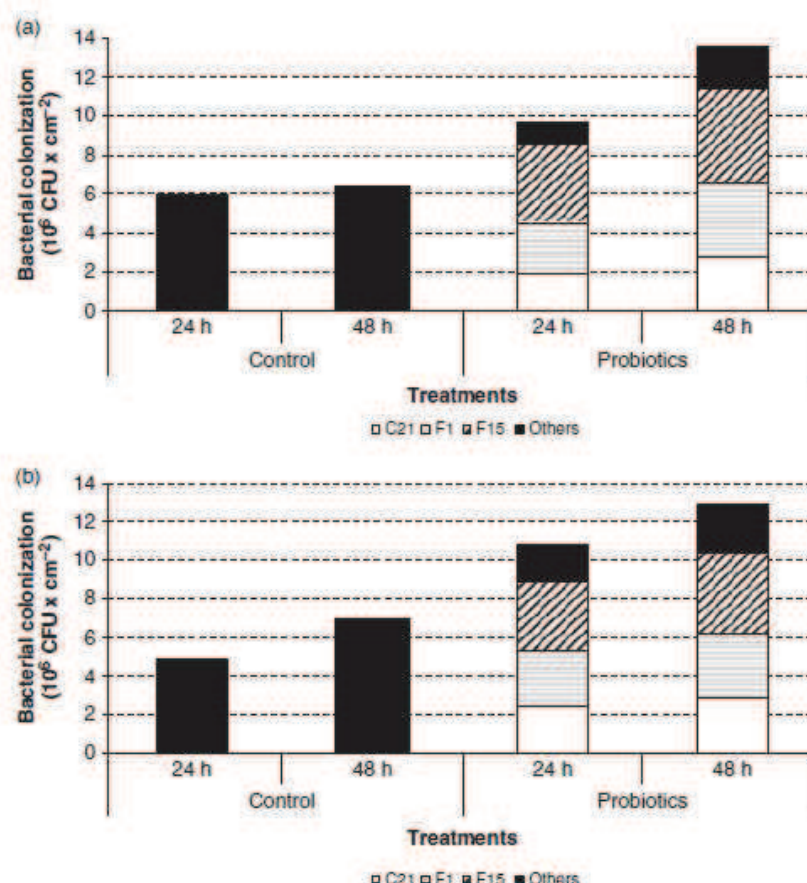 (a)
Bacterial colonization
(10⁶ CFU x cm⁻²)
14
12
10
8
6
4
2
0
24 h 48 h 24 h 48 h
Control Probiotics
Treatments
C21 F1 F15 Others
(b)
Bacterial colonization
(10⁶ CFU x cm⁻²)
14
12
10
8
6
4
2
0
24 h 48 h 24 h 48 h
Control Probiotics
Treatments
C21 F1 F15 Others